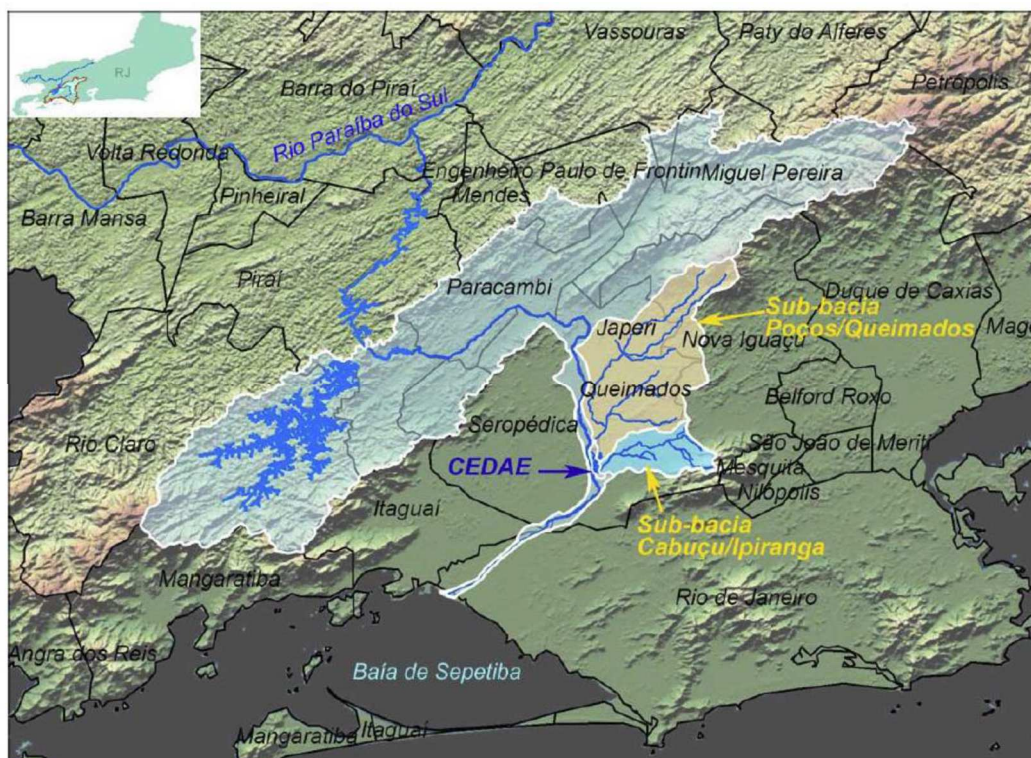 RJ
Vassouras
Paty do Alferes
Barra do Piraí
Petrópolis
Rio Paraíba do Sul
Volta Redonda
Engenheiro Paulo de Frontin
Miguel Pereira
Pinheiral
Mendes
Barra Mansa
Piraí
Paracambi
Duque de Caxias
Sub-bacia
Poços/Queimados
Japeri
Nova Iguaçu
Magé
Queimados
Belford Roxo
Seropédica
Rio Claro
São João de Meriti
CEDAE
Mesquita
Nilópolis
Itaguaí
Sub-bacia
Cabuçu/Ipiranga
Mangaratiba
Rio de Janeiro
Angra dos Reis
Baía de Sepetiba
Itaguaí
Mangaratiba